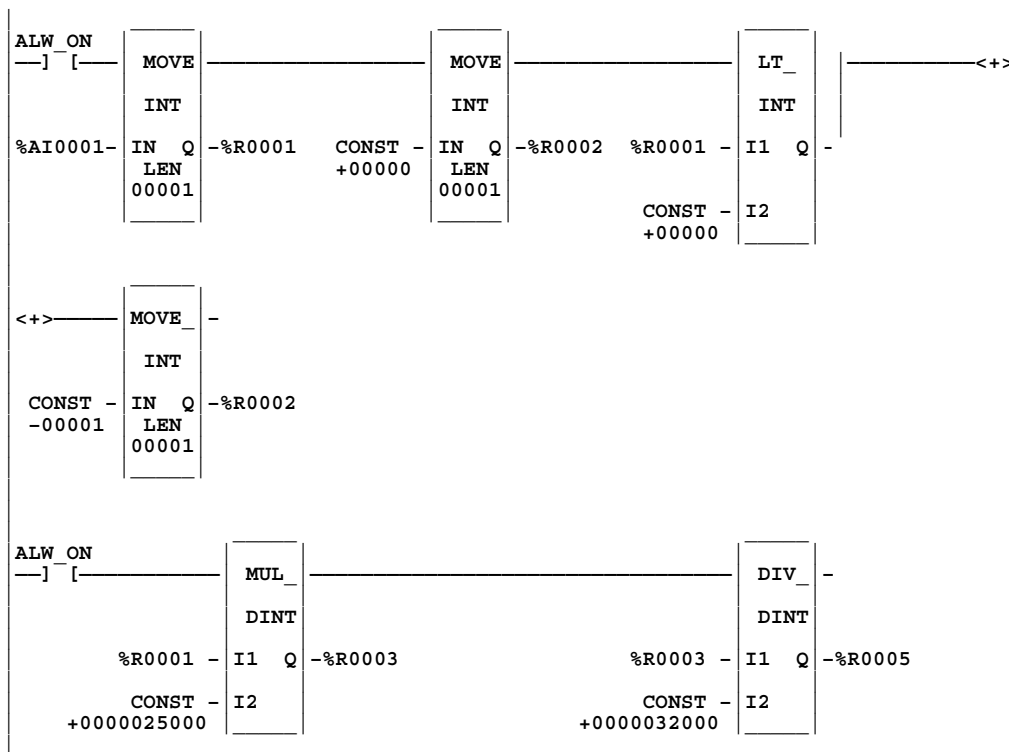 ALW_ON
] [ MOVE MOVE LT_ <+>
INT INT INT
%AI0001- IN Q -%R0001 CONST - IN Q -%R0002 %R0001 - I1 Q -
LEN +00000 LEN
00001 00001
CONST - I2
+00000
<+> MOVE_ -
INT
CONST - IN Q -%R0002
-00001 LEN
00001
ALW_ON
] [ MUL_ DIV_ -
DINT DINT
%R0001 - I1 Q -%R0003 %R0003 - I1 Q -%R0005
CONST - I2 CONST - I2
+0000025000 +0000032000